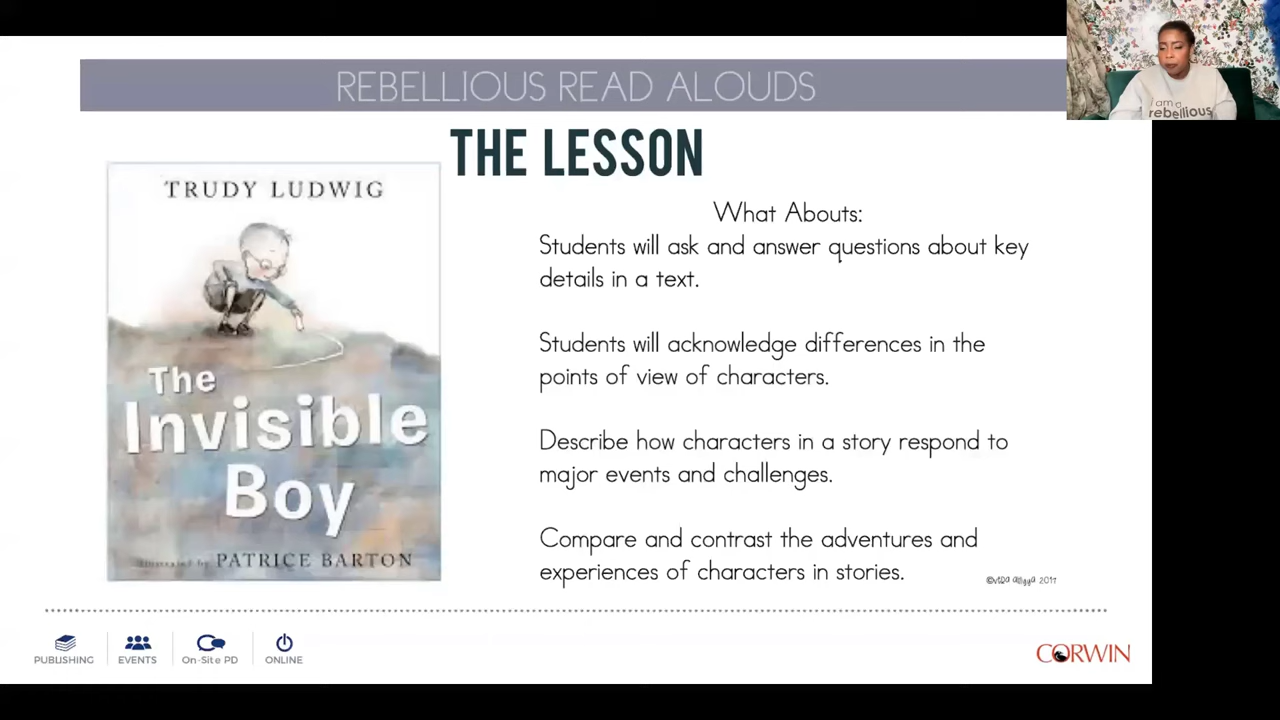 REBELLIOUS READ ALOUDS
THE LESSON
TRUDY LUDWIG
The
Invisible
Boy
PATRICE BARTON
What Abouts:
Students will ask and answer questions about key
details in a text.
Students will acknowledge differences in the
points of view of characters.
Describe how characters in a story respond to
major events and challenges.
Compare and contrast the adventures and
experiences of characters in stories.
PUBLISHING
EVENTS
On-Site PD
ONLINE
CORWIN
i am a
rebellious